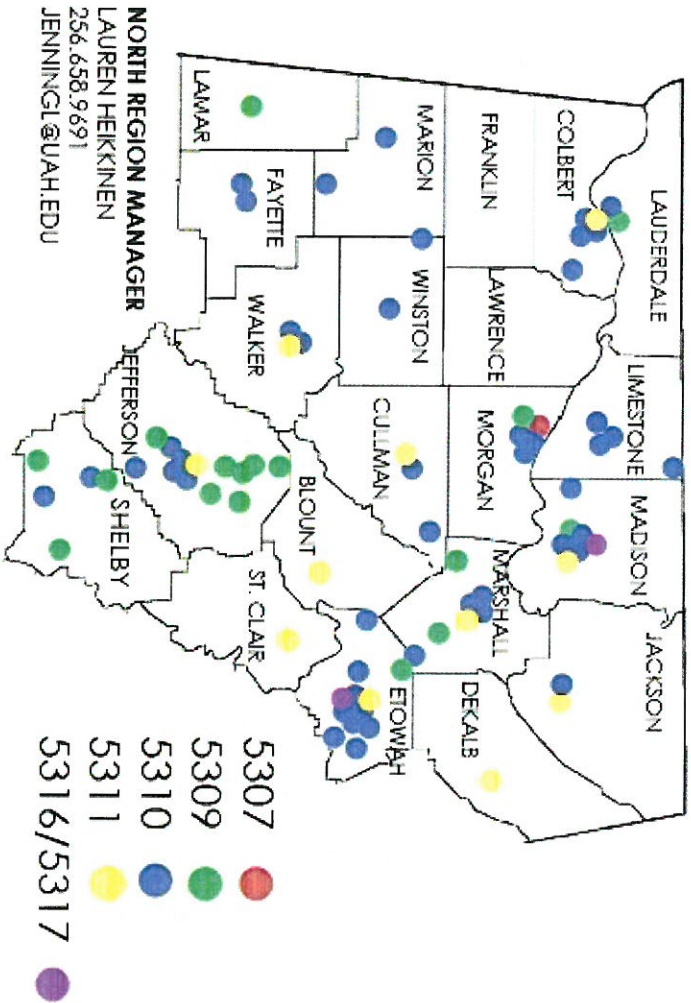 LAUDERDALE
LIMESTONE
MADISON
JACKSON
COLBERT
FRANKLIN
LAWRENCE
MORGAN
MARSHALL
DEKALB
MARION
WINSTON
CULLMAN
ETOWAH
LAMAR
FAYETTE
WALKER
BLOUNT
ST. CLAIR
JEFFERSON
SHELBY
NORTH REGION MANAGER
LAUREN HEIKKINEN
256.658.9691
JENNINGL@UAH.EDU
5307
5309
5310
5311
5316/5317